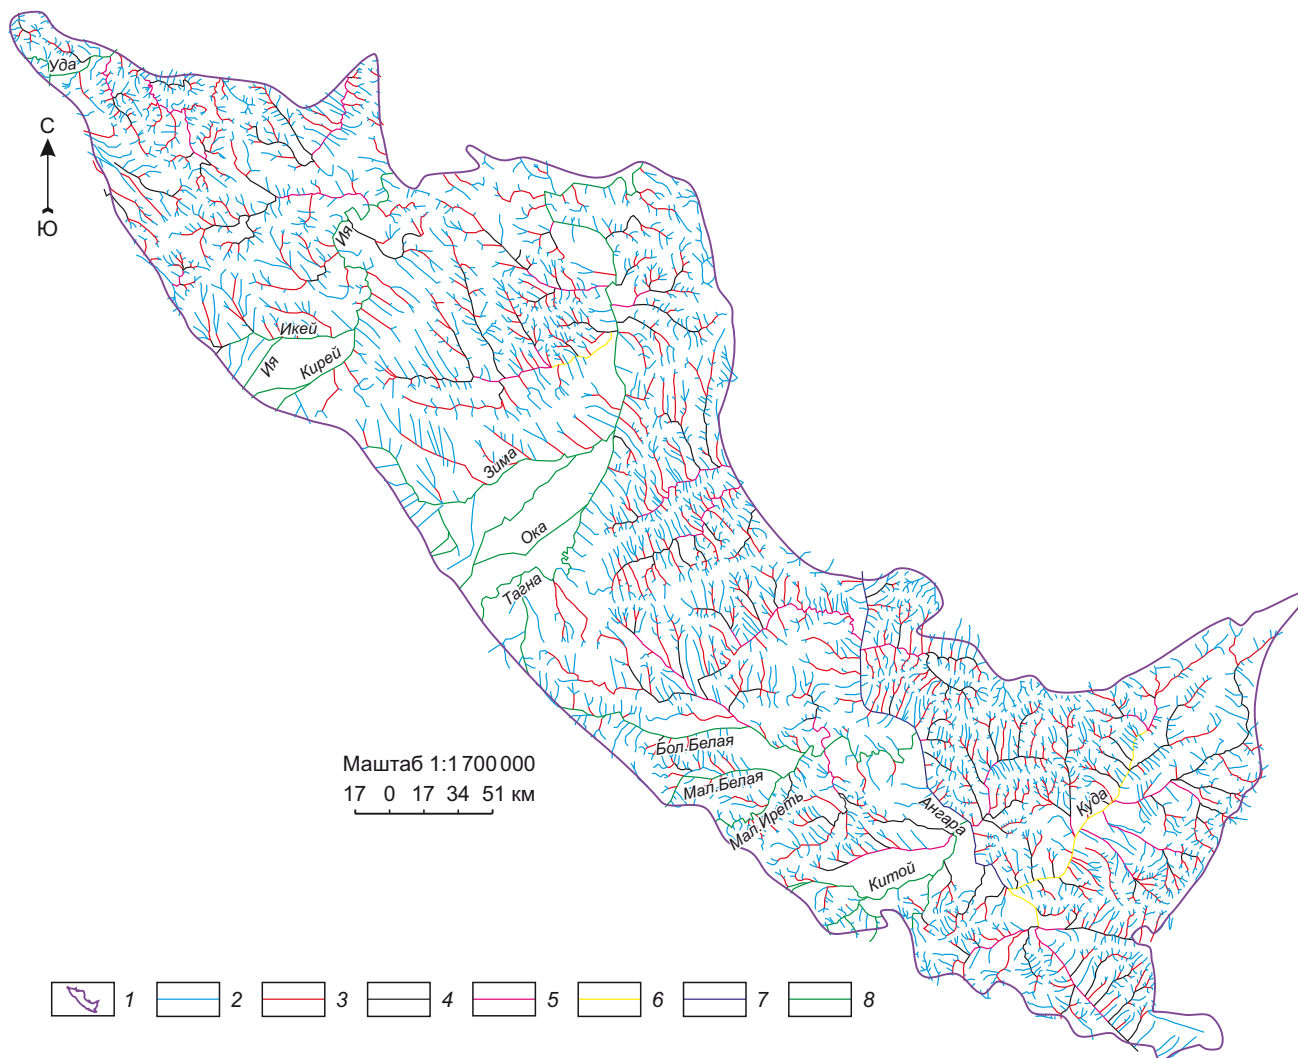 Уда
С
Ю
Ия
Икей
Ия
Кирей
Зима
Ока
Тагна
Бол.Белая
Мал.Белая
Мал.Иреть
Ангара
Куда
Китой
Масштаб 1:1 700 000
17 0 17 34 51 км
1 2 3 4 5 6 7 8